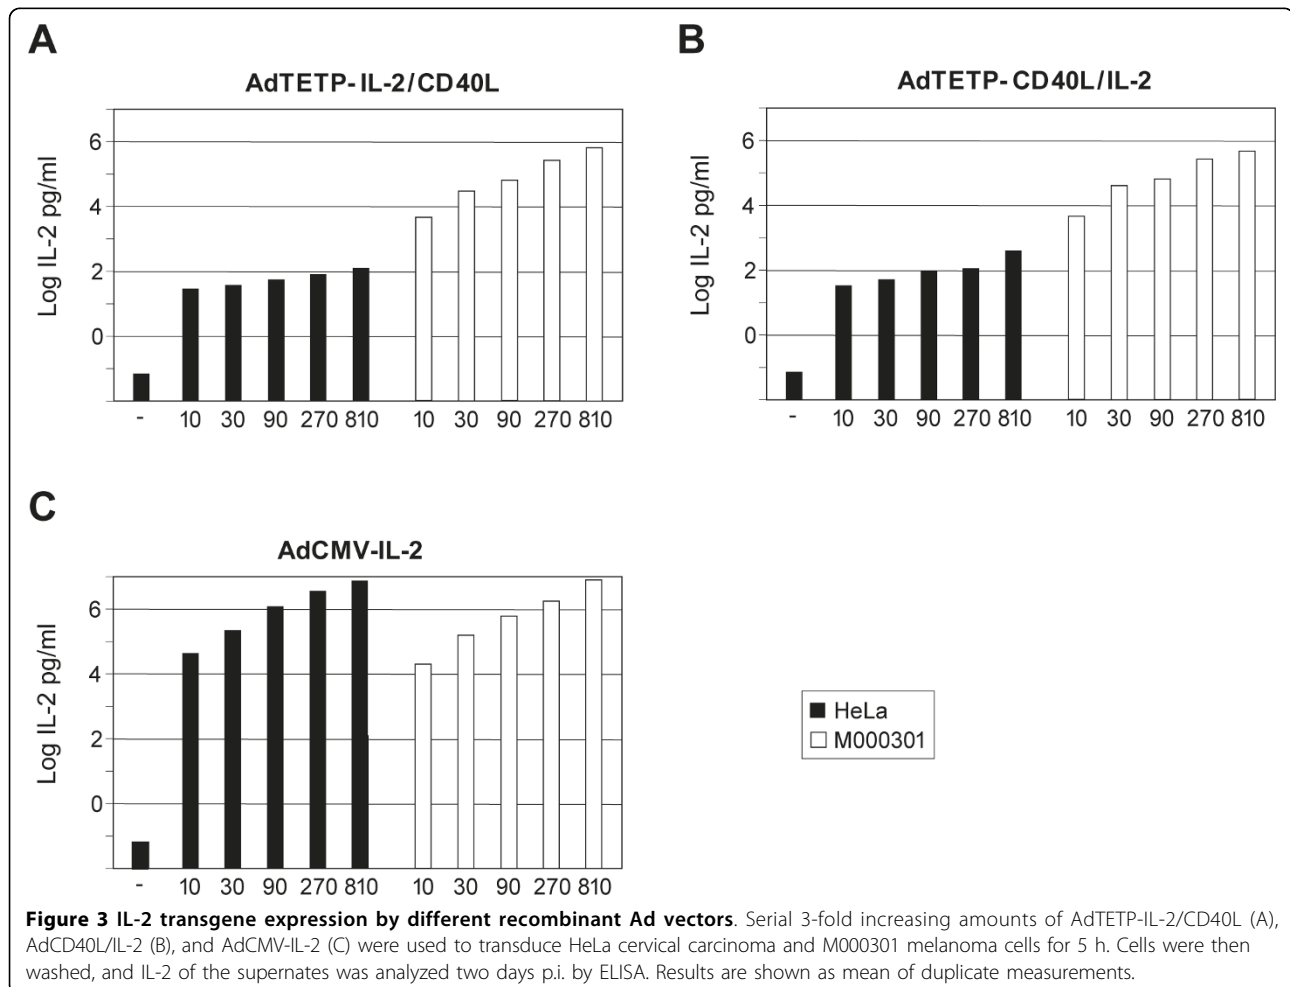 A
AdTETP-IL-2/CD40L
Log IL-2 pg/ml
6
4
2
0
- 10 30 90 270 810 10 30 90 270 810
B
AdTETP-CD40L/IL-2
Log IL-2 pg/ml
6
4
2
0
- 10 30 90 270 810 10 30 90 270 810
C
AdCMV-IL-2
Log IL-2 pg/ml
6
4
2
0
- 10 30 90 270 810 10 30 90 270 810
HeLa
M000301
Figure 3 IL-2 transgene expression by different recombinant Ad vectors. Serial 3-fold increasing amounts of AdTETP-IL-2/CD40L (A),
AdCD40L/IL-2 (B), and AdCMV-IL-2 (C) were used to transduce HeLa cervical carcinoma and M000301 melanoma cells for 5 h. Cells were then
washed, and IL-2 of the supernates was analyzed two days p.i. by ELISA. Results are shown as mean of duplicate measurements.